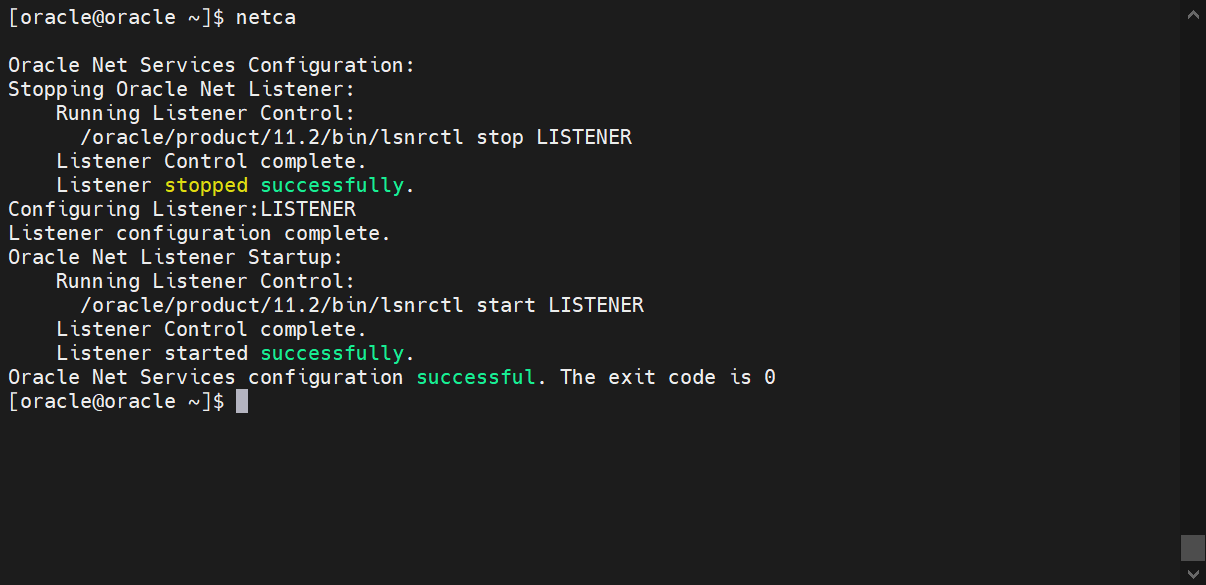 [oracle@oracle ~]$ netca

Oracle Net Services Configuration:
Stopping Oracle Net Listener:
    Running Listener Control:
      /oracle/product/11.2/bin/lsnrctl stop LISTENER
    Listener Control complete.
    Listener stopped successfully.
Configuring Listener:LISTENER
Listener configuration complete.
Oracle Net Listener Startup:
    Running Listener Control:
      /oracle/product/11.2/bin/lsnrctl start LISTENER
    Listener Control complete.
    Listener started successfully.
Oracle Net Services configuration successful. The exit code is 0
[oracle@oracle ~]$